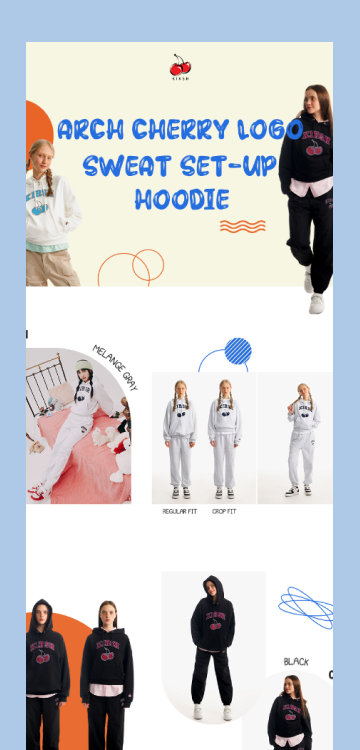 KIRSH
ARCH CHERRY LOGO
SWEAT SET-UP
HOODIE
MELANGE GRAY
REGULAR FIT
CROP FIT
BLACK